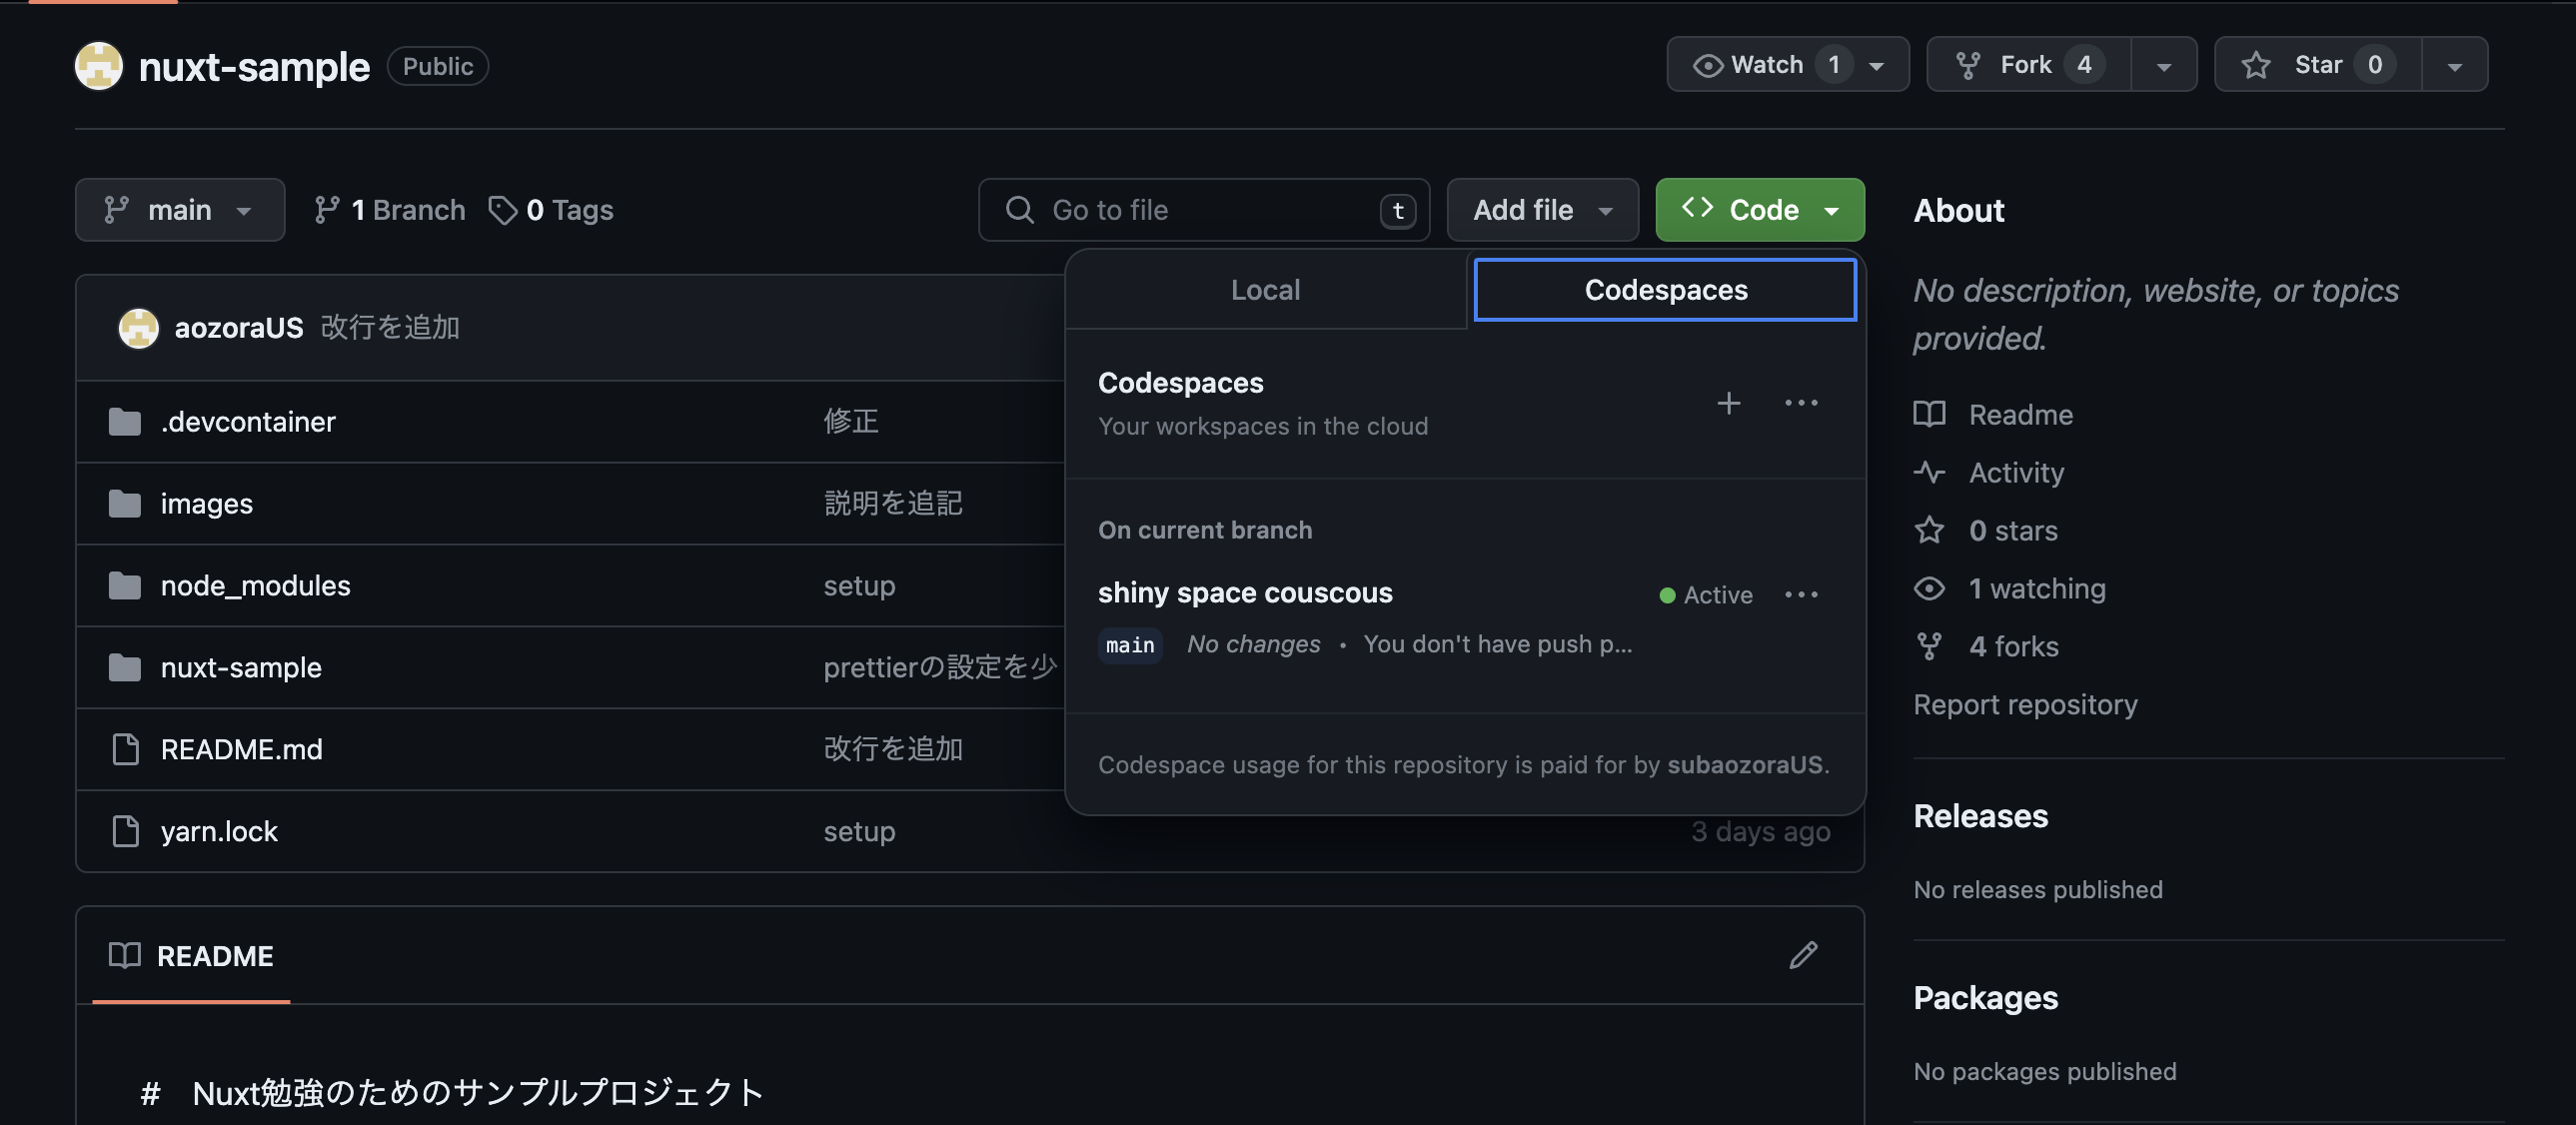 nuxt-sample Public
Watch 1
Fork 4
Star 0
main
1 Branch
0 Tags
Go to file t
Add file
Code
Local
Codespaces
Codespaces
Your workspaces in the cloud
On current branch
shiny space couscous
Active
main No changes • You don't have push p...
Codespace usage for this repository is paid for by subaozoraUS.
aozoraUS 改行を追加
.devcontainer 修正
images 説明を追記
node_modules setup
nuxt-sample prettierの設定を少
README.md 改行を追加
yarn.lock setup 3 days ago
README
# Nuxt勉強のためのサンプルプロジェクト
About
No description, website, or topics
provided.
Readme
Activity
0 stars
1 watching
4 forks
Report repository
Releases
No releases published
Packages
No packages published